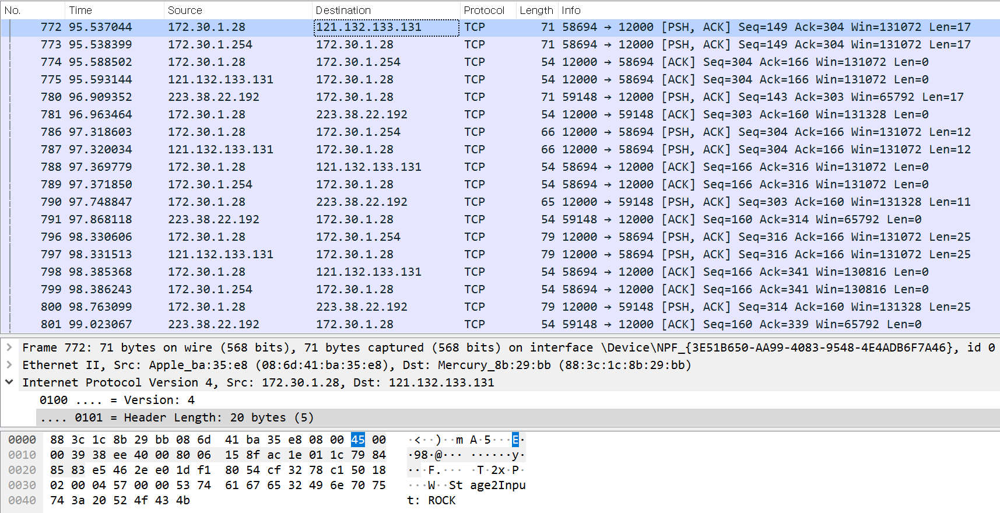 No. Time Source Destination Protocol Length Info
772 95.537044 172.30.1.28 121.132.133.131 TCP 71 58694 → 12000 [PSH, ACK] Seq=149 Ack=304 Win=131072 Len=17
773 95.538399 172.30.1.254 172.30.1.28 TCP 71 58694 → 12000 [PSH, ACK] Seq=149 Ack=304 Win=131072 Len=17
774 95.588502 172.30.1.28 172.30.1.254 TCP 54 12000 → 58694 [ACK] Seq=304 Ack=166 Win=131072 Len=0
775 95.593144 121.132.133.131 172.30.1.28 TCP 54 12000 → 58694 [ACK] Seq=304 Ack=166 Win=131072 Len=0
780 96.909352 223.38.22.192 172.30.1.28 TCP 71 59148 → 12000 [PSH, ACK] Seq=143 Ack=303 Win=65792 Len=17
781 96.963464 172.30.1.28 223.38.22.192 TCP 54 12000 → 59148 [ACK] Seq=303 Ack=160 Win=131328 Len=0
786 97.318603 172.30.1.28 172.30.1.254 TCP 66 12000 → 58694 [PSH, ACK] Seq=304 Ack=166 Win=131072 Len=12
787 97.320034 121.132.133.131 172.30.1.28 TCP 66 12000 → 58694 [PSH, ACK] Seq=304 Ack=166 Win=131072 Len=12
788 97.369779 172.30.1.28 121.132.133.131 TCP 54 58694 → 12000 [ACK] Seq=166 Ack=316 Win=131072 Len=0
789 97.371850 172.30.1.254 172.30.1.28 TCP 54 58694 → 12000 [ACK] Seq=166 Ack=316 Win=131072 Len=0
790 97.748847 172.30.1.28 223.38.22.192 TCP 65 12000 → 59148 [PSH, ACK] Seq=303 Ack=160 Win=131328 Len=11
791 97.868118 223.38.22.192 172.30.1.28 TCP 54 59148 → 12000 [ACK] Seq=160 Ack=314 Win=65792 Len=0
796 98.330606 172.30.1.28 172.30.1.254 TCP 79 12000 → 58694 [PSH, ACK] Seq=316 Ack=166 Win=131072 Len=25
797 98.331513 121.132.133.131 172.30.1.28 TCP 79 12000 → 58694 [PSH, ACK] Seq=316 Ack=166 Win=131072 Len=25
798 98.385368 172.30.1.28 121.132.133.131 TCP 54 58694 → 12000 [ACK] Seq=166 Ack=341 Win=130816 Len=0
799 98.386243 172.30.1.254 172.30.1.28 TCP 54 58694 → 12000 [ACK] Seq=166 Ack=341 Win=130816 Len=0
800 98.763099 172.30.1.28 223.38.22.192 TCP 79 12000 → 59148 [PSH, ACK] Seq=314 Ack=160 Win=131328 Len=25
801 99.023067 223.38.22.192 172.30.1.28 TCP 54 59148 → 12000 [ACK] Seq=160 Ack=339 Win=65792 Len=0
Frame 772: 71 bytes on wire (568 bits), 71 bytes captured (568 bits) on interface \Device\NPF_{3E51B650-AA99-4083-9548-4E4ADB6F7A46}, id 0
Ethernet II, Src: Apple_ba:35:e8 (08:6d:41:ba:35:e8), Dst: Mercury_8b:29:bb (88:3c:1c:8b:29:bb)
Internet Protocol Version 4, Src: 172.30.1.28, Dst: 121.132.133.131
0100 .... = Version: 4
.... 0101 = Header Length: 20 bytes (5)
0000 88 3c 1c 8b 29 bb 08 6d 41 ba 35 e8 08 00 45 00 ·<··)··m A·5···E·
0010 00 39 38 ee 40 00 80 06 15 8f ac 1e 01 1c 79 84 ·98·@··· ······y·
0020 85 83 e5 46 2e e0 1d f1 80 54 cf 32 78 c1 50 18 ···F.··· ·T·2x·P·
0030 02 00 04 57 00 00 53 74 61 67 65 32 49 6e 70 75 ···W··St age2Inpu
0040 74 3a 20 52 4f 43 4b t: ROCK